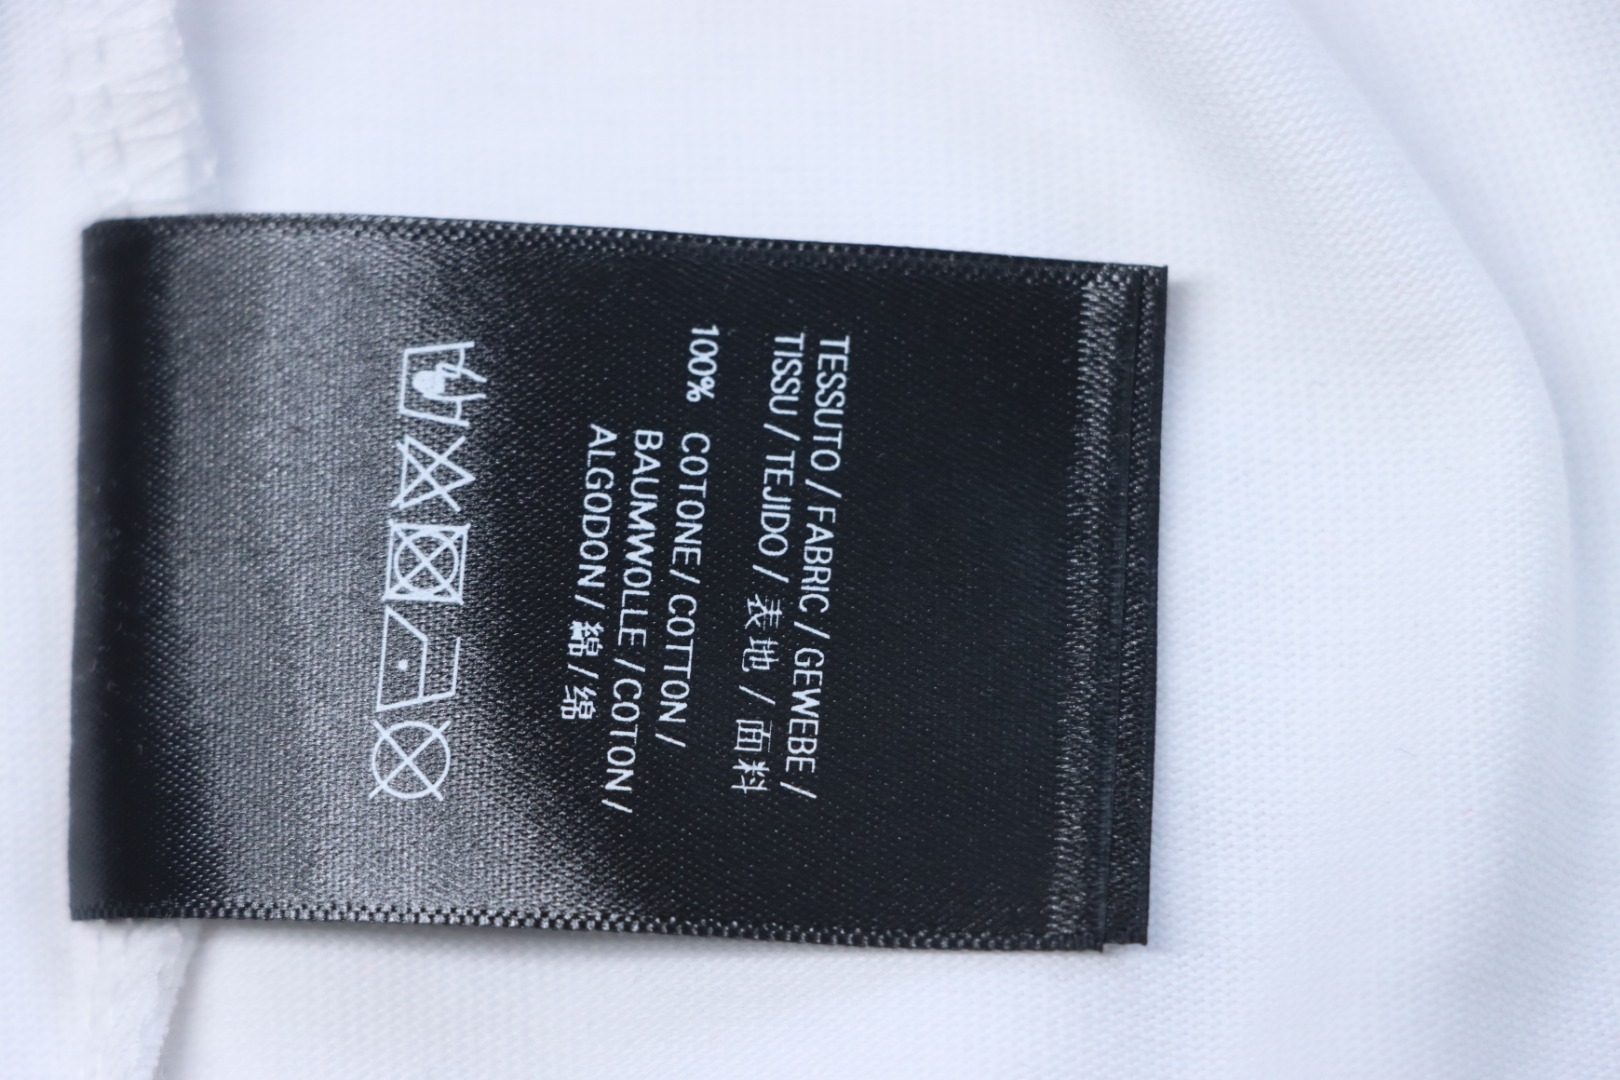 TESSUTO / FABRIC / GEWEBE /
TISSU / TEJIDO / 表地 / 面料
100% COTONE / COTTON /
BAUMWOLLE / COTON /
ALGODON / 綿 / 绵